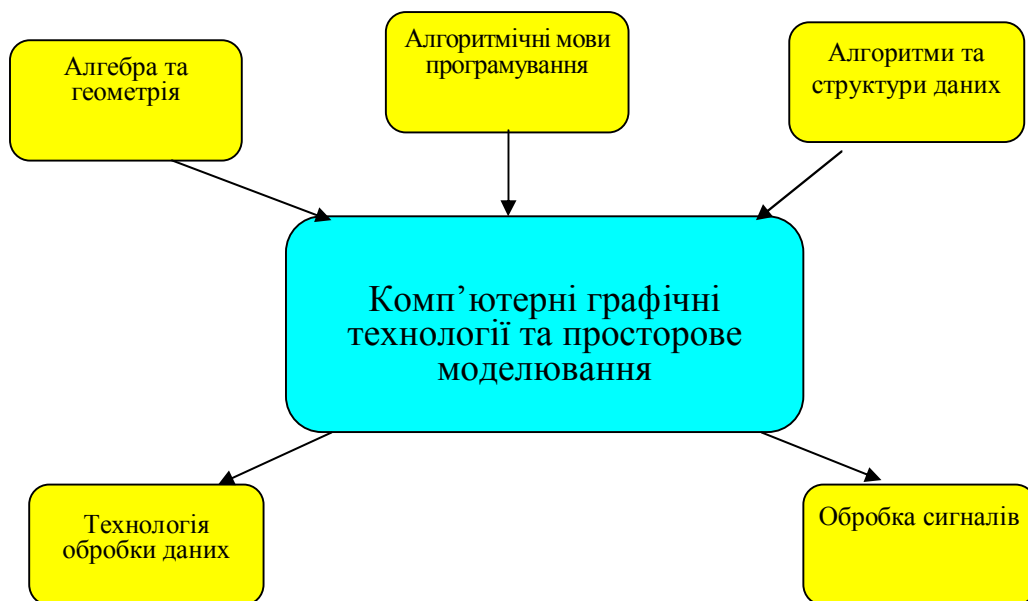 Алгебра та
геометрія
Алгоритмічні мови
програмування
Алгоритми та
структури даних
Комп’ютерні графічні
технології та просторове
моделювання
Технологія
обробки даних
Обробка сигналів